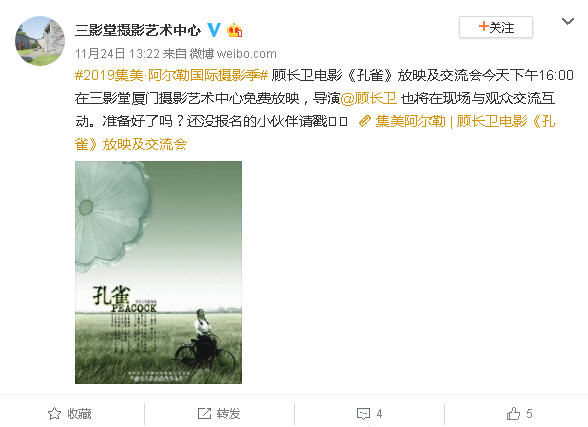 三影堂摄影艺术中心
+关注
11月24日 13:22 来自 微博 weibo.com
#2019集美·阿尔勒国际摄影季# 顾长卫电影《孔雀》放映及交流会今天下午16:00
在三影堂厦门摄影艺术中心免费放映，导演@顾长卫 也将在现场与观众交流互
动。准备好了吗？还没报名的小伙伴请戳 集美阿尔勒 | 顾长卫电影《孔
雀》放映及交流会
孔雀
PEACOCK
收藏
转发
4
5